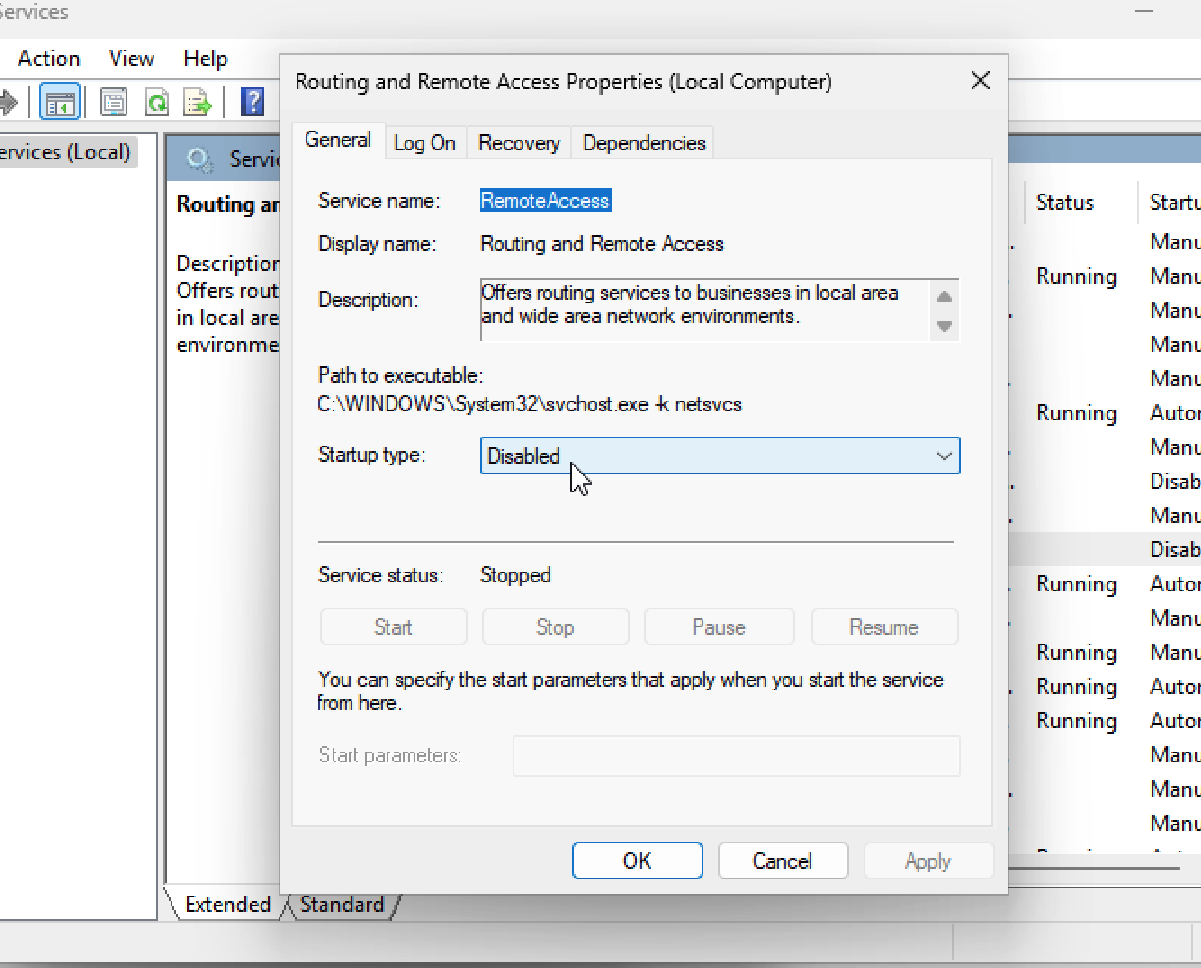 Services
Action View Help
Services (Local)
Routing and Remote Access Properties (Local Computer)
General Log On Recovery Dependencies
Service name: RemoteAccess
Display name: Routing and Remote Access
Description: Offers routing services to businesses in local area
and wide area network environments.
Path to executable:
C:\WINDOWS\System32\svchost.exe -k netsvcs
Startup type: Disabled
Service status: Stopped
Start Stop Pause Resume
You can specify the start parameters that apply when you start the service
from here.
Start parameters:
OK Cancel Apply
Servic
Routing an
Description
Offers rout
in local are
environme
Status Startu
Manu
Running Manu
Manu
Manu
Manu
Running Autor
Manu
Disab
Manu
Disab
Running Autor
Manu
Running Manu
Running Autor
Running Autor
Manu
Manu
Manu
Extended Standard